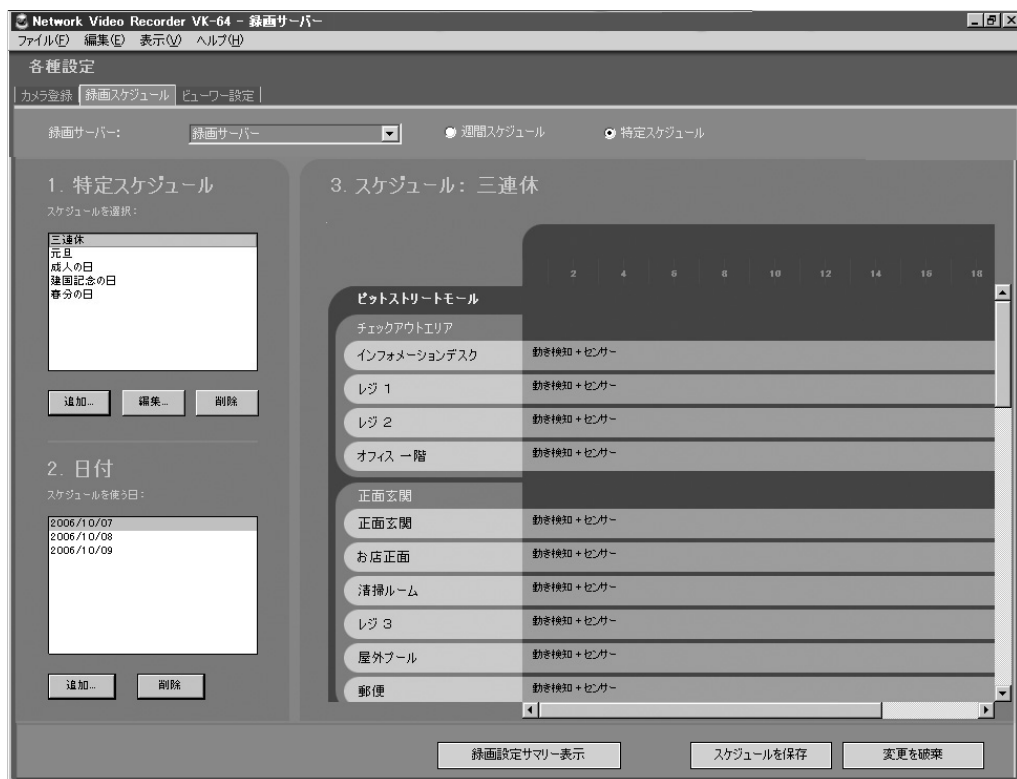 Network Video Recorder VK-64 - 録画サーバー
ファイル(F) 編集(E) 表示(V) ヘルプ(H)
各種設定
カメラ登録 録画スケジュール ビューワー設定
録画サーバー: 録画サーバー 週間スケジュール 特定スケジュール
1. 特定スケジュール
スケジュールを選択:
三連休
元旦
成人の日
建国記念の日
春分の日
追加... 編集... 削除
2. 日付
スケジュールを使う日:
2006/10/07
2006/10/08
2006/10/09
追加... 削除
3. スケジュール: 三連休
2 4 6 8 10 12 14 16 18
ピットストリートモール
チェックアウトエリア
インフォメーションデスク 動き検知 + センサー
レジ 1 動き検知 + センサー
レジ 2 動き検知 + センサー
オフィス 一階 動き検知 + センサー
正面玄関
正面玄関 動き検知 + センサー
お店正面 動き検知 + センサー
清掃ルーム 動き検知 + センサー
レジ 3 動き検知 + センサー
屋外プール 動き検知 + センサー
郵便 動き検知 + センサー
録画設定サマリー表示 スケジュールを保存 変更を破棄